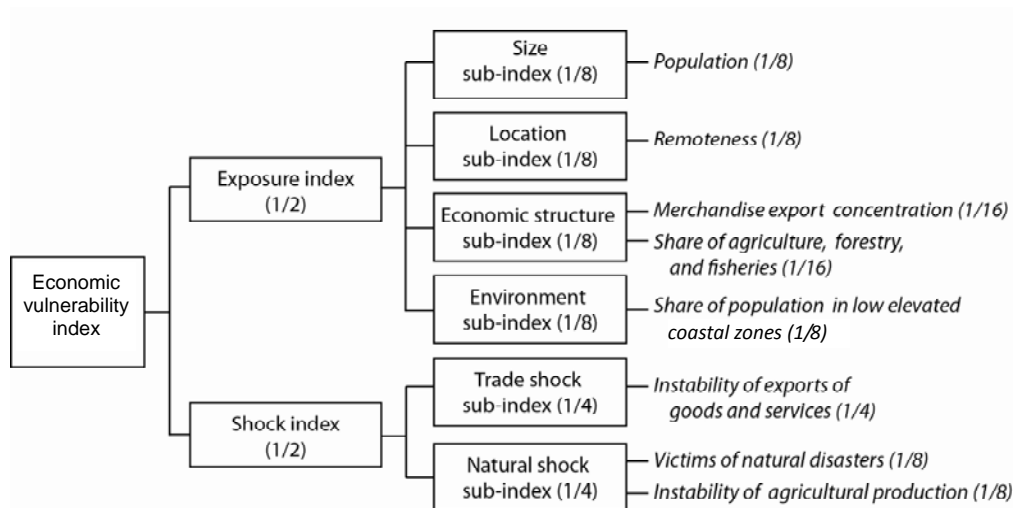 Economic
vulnerability
index
Exposure index
(1/2)
Shock index
(1/2)
Size
sub-index (1/8)
Location
sub-index (1/8)
Economic structure
sub-index (1/8)
Environment
sub-index (1/8)
Trade shock
sub-index (1/4)
Natural shock
sub-index (1/4)
Population (1/8)
Remoteness (1/8)
Merchandise export concentration (1/16)
Share of agriculture, forestry,
and fisheries (1/16)
Share of population in low elevated
coastal zones (1/8)
Instability of exports of
goods and services (1/4)
Victims of natural disasters (1/8)
Instability of agricultural production (1/8)